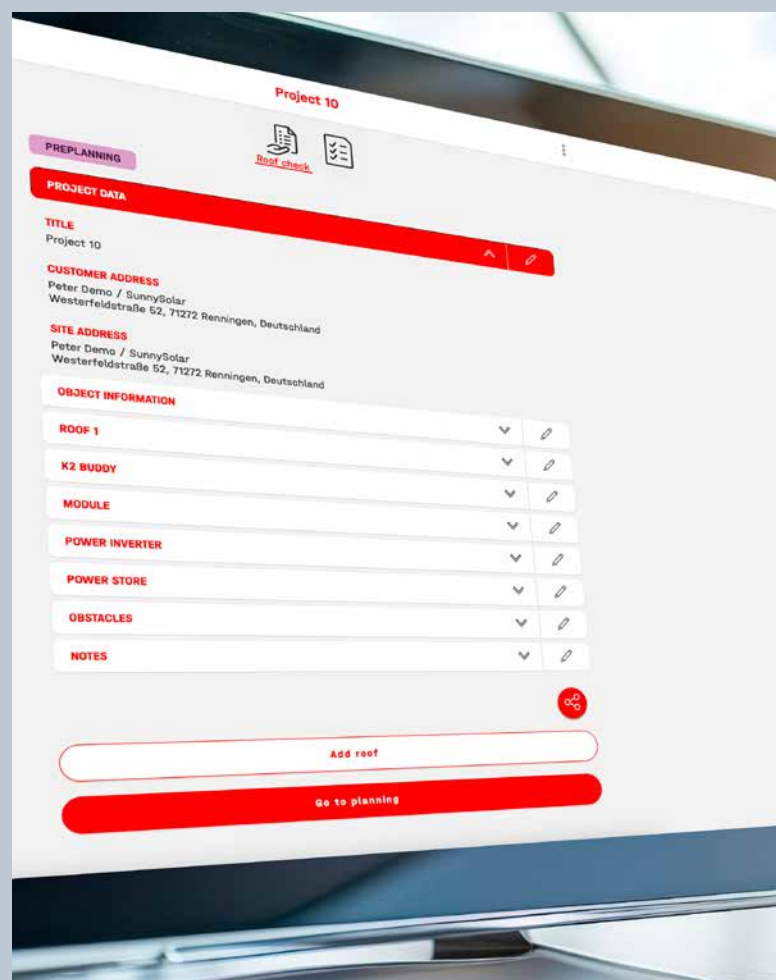 Project 10
Roof check
PREPLANNING
PROJECT DATA
TITLE
Project 10
CUSTOMER ADDRESS
Peter Demo / SunnySolar
Westerfeldstraße 52, 71272 Renningen, Deutschland
SITE ADDRESS
Peter Demo / SunnySolar
Westerfeldstraße 52, 71272 Renningen, Deutschland
OBJECT INFORMATION
ROOF 1
K2 BUDDY
MODULE
POWER INVERTER
POWER STORE
OBSTACLES
NOTES
Add roof
Go to planning